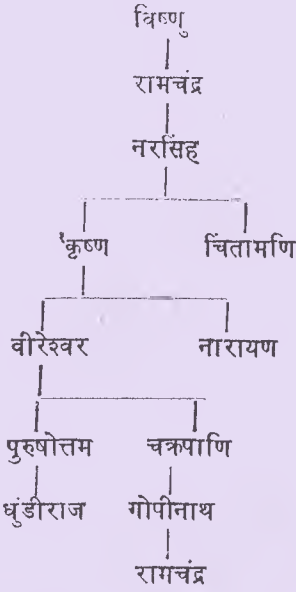 विष्णु
रामचंद्र
नरसिंह
कृष्ण चिंतामणि
वीरेश्वर नारायण
पुरुषोत्तम चक्रपाणि
धुंडीराज गोपीनाथ
रामचंद्र